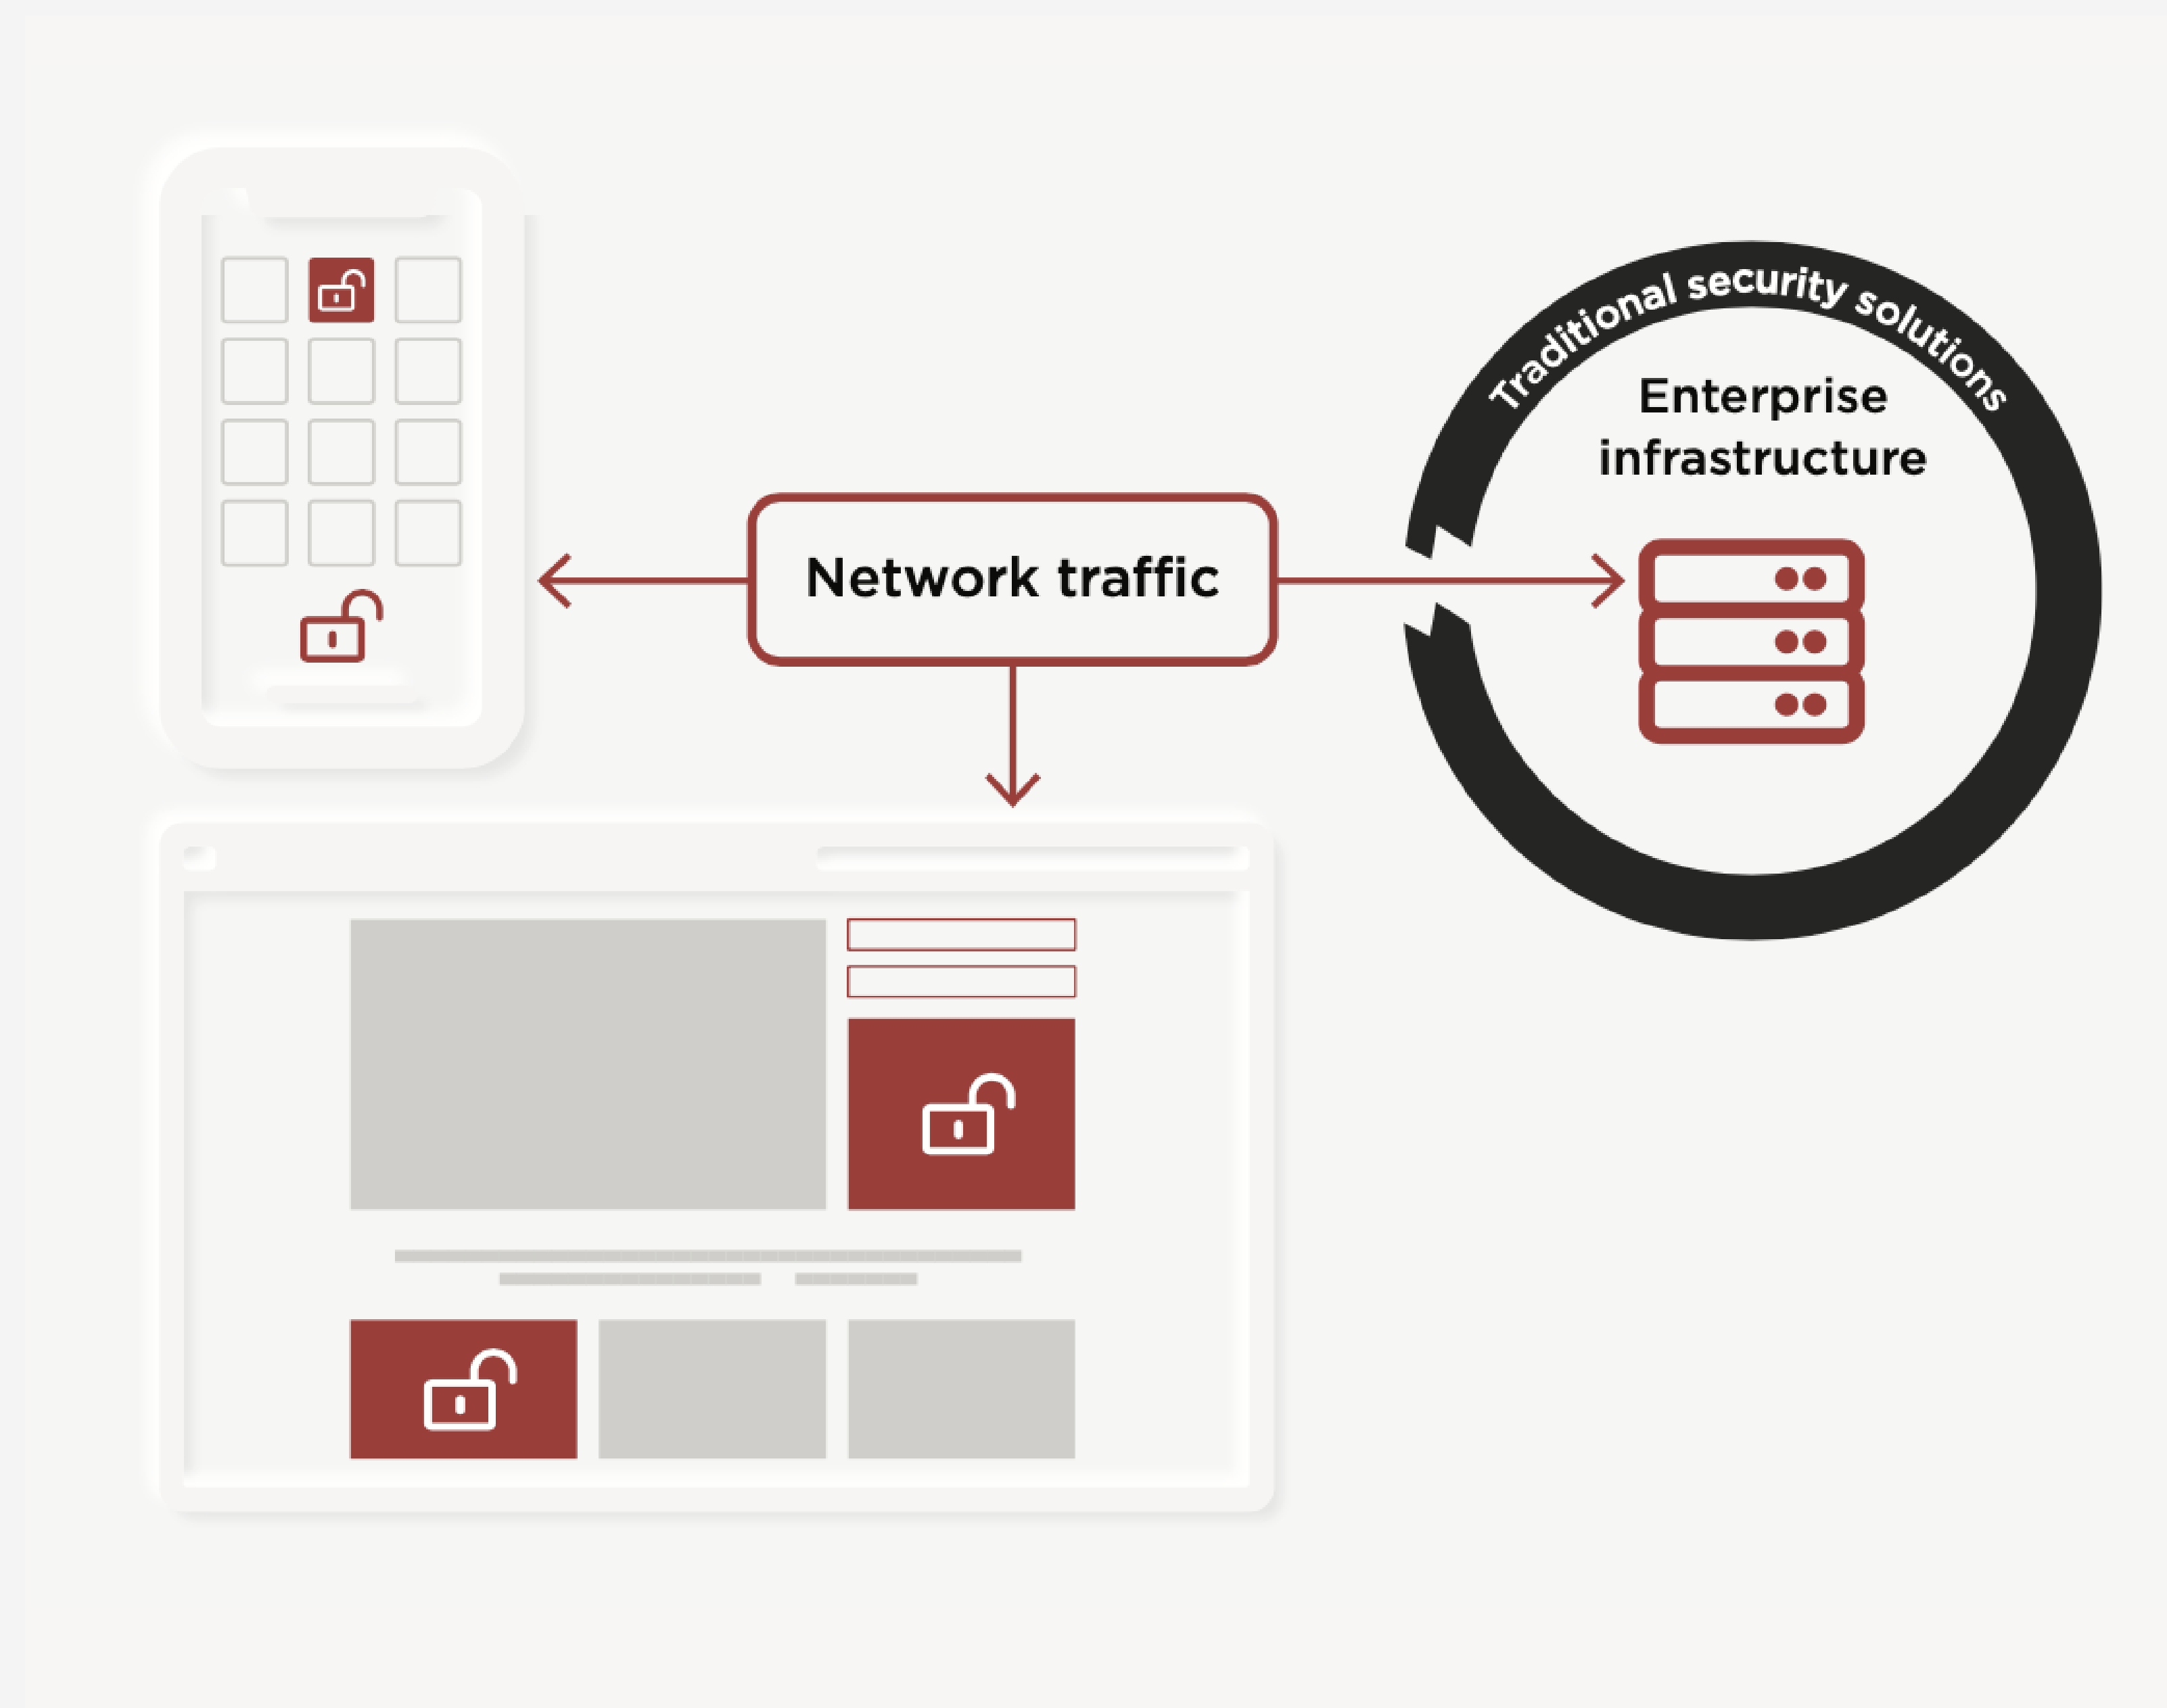 Traditional security solutions
Enterprise
infrastructure
Network traffic